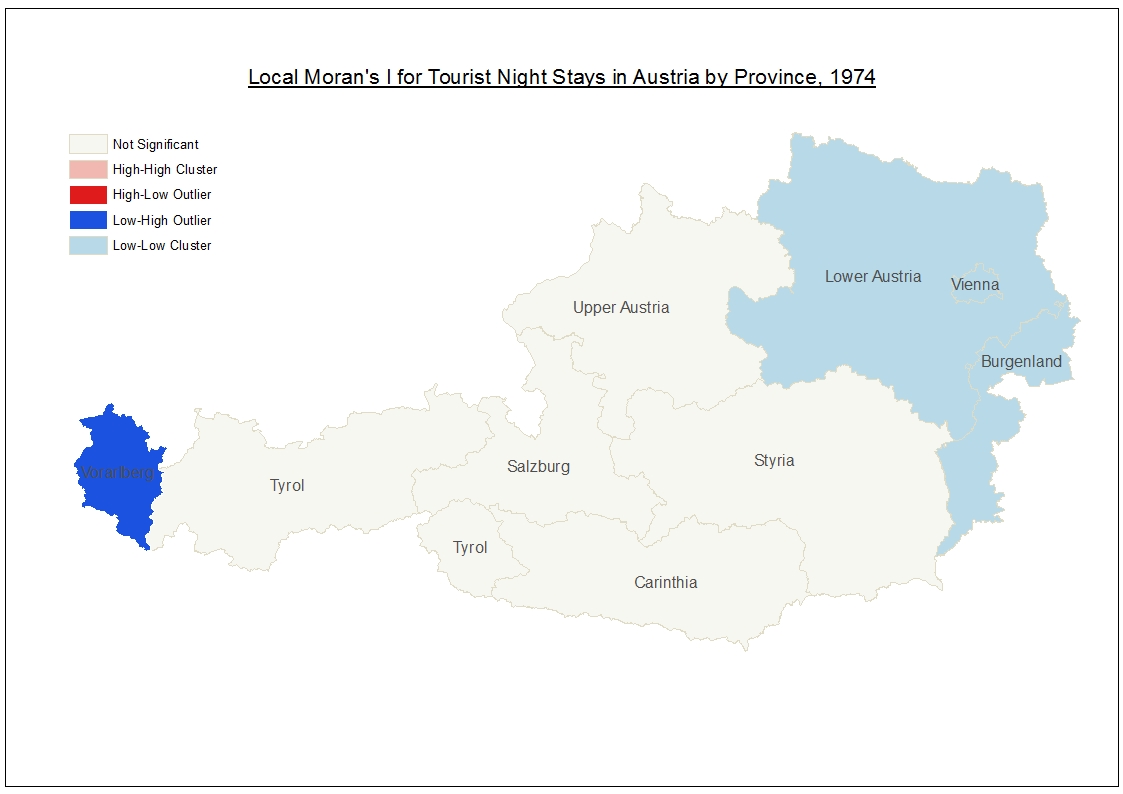 Local Moran's I for Tourist Night Stays in Austria by Province, 1974
Not Significant
High-High Cluster
High-Low Outlier
Low-High Outlier
Low-Low Cluster
Lower Austria
Vienna
Upper Austria
Burgenland
Styria
Salzburg
Vorarlberg
Tyrol
Tyrol
Carinthia